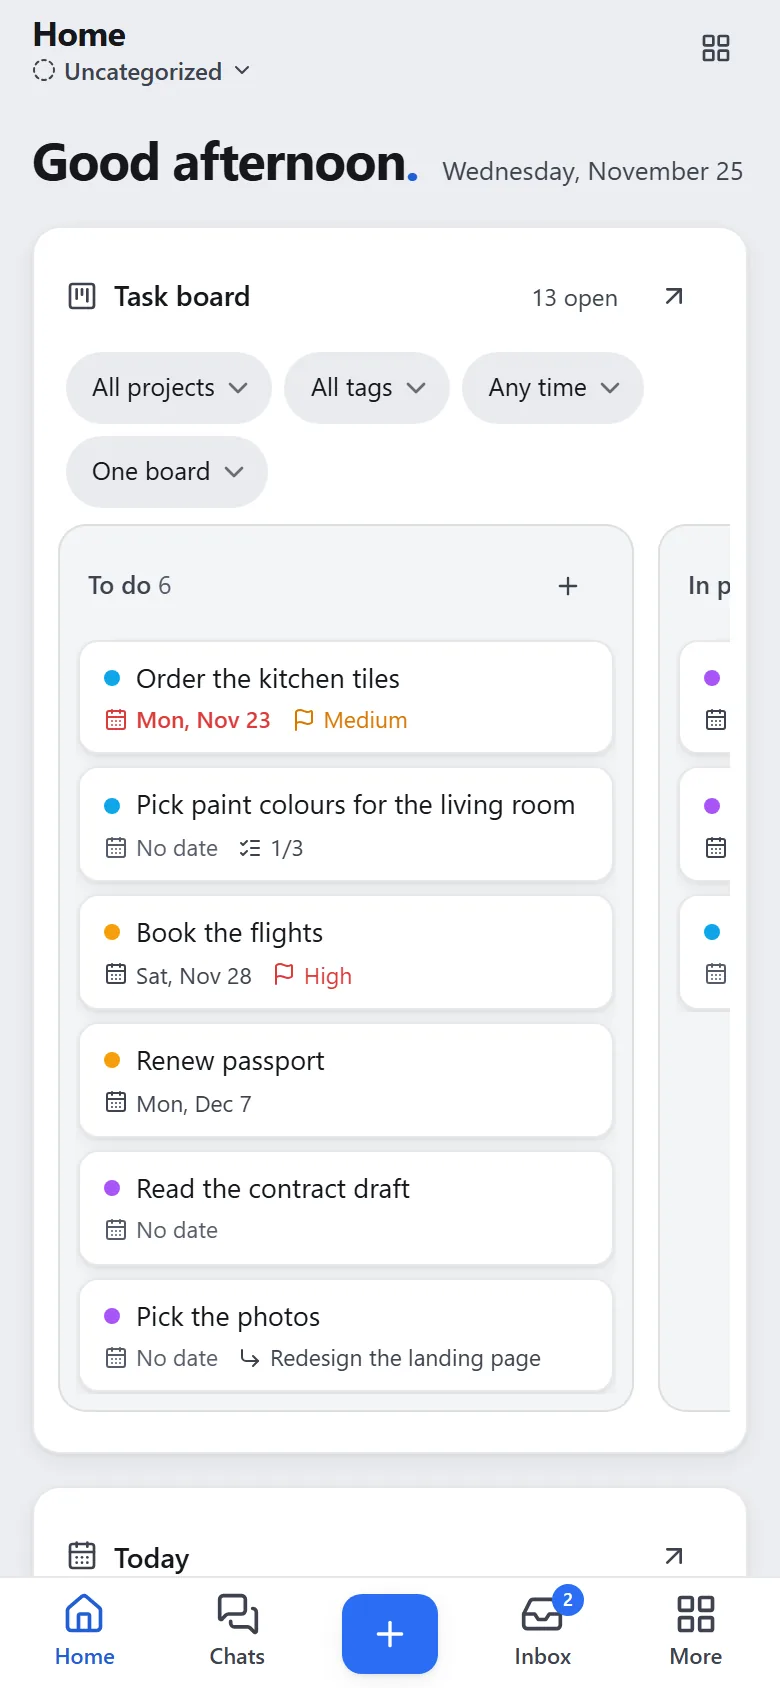 Home
Uncategorized
Good afternoon. Wednesday, November 25
Task board 13 open
All projects All tags Any time
One board
To do 6 In p
Order the kitchen tiles
Mon, Nov 23 Medium
Pick paint colours for the living room
No date 1/3
Book the flights
Sat, Nov 28 High
Renew passport
Mon, Dec 7
Read the contract draft
No date
Pick the photos
No date Redesign the landing page
Today
2
Home Chats Inbox More